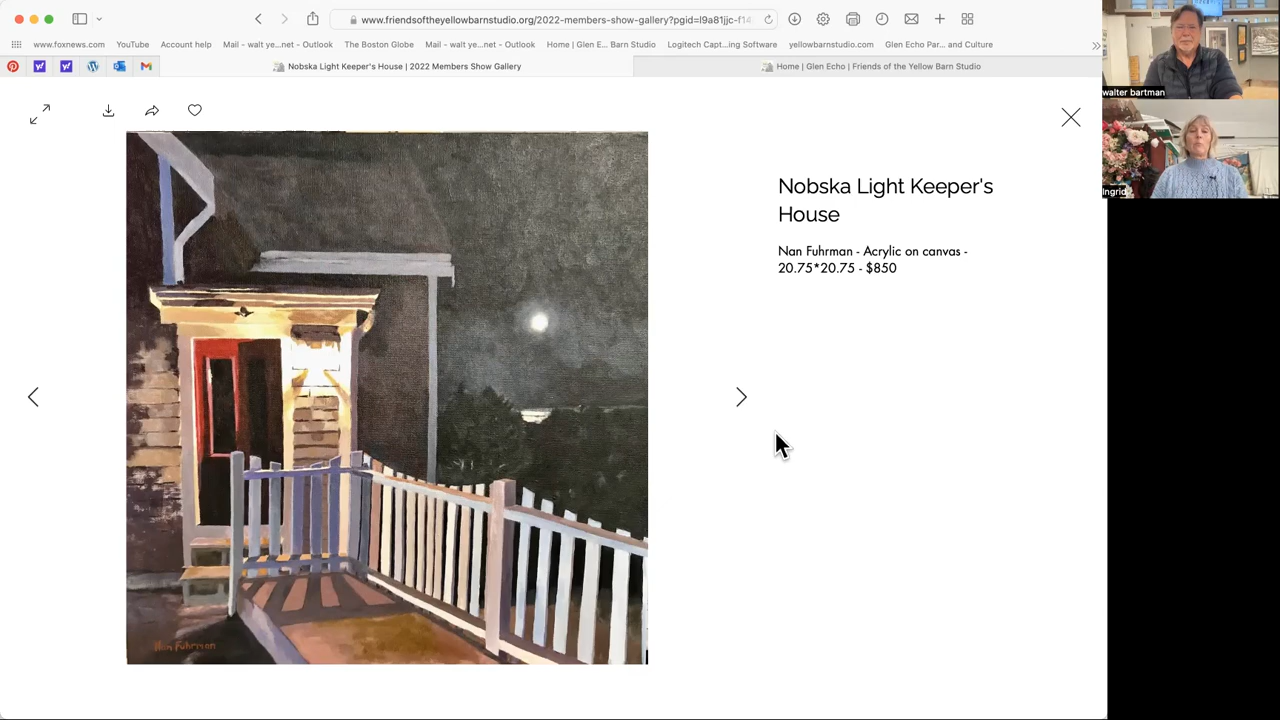 www.friendsoftheyellowbarnstudio.org/2022-members-show-gallery?pgid=l9a81jjc-f14
www.foxnews.com YouTube Account help Mail - walt ye...net - Outlook The Boston Globe Mail - walt ye...net - Outlook Home | Glen E... Barn Studio Logitech Capt...ing Software yellowbarnstudio.com Glen Echo Par... and Culture
Nobska Light Keeper's House | 2022 Members Show Gallery Home | Glen Echo | Friends of the Yellow Barn Studio
walter bartman
Ingrid
Nobska Light Keeper's
House
Nan Fuhrman - Acrylic on canvas -
20.75*20.75 - $850
Nan Fuhrman